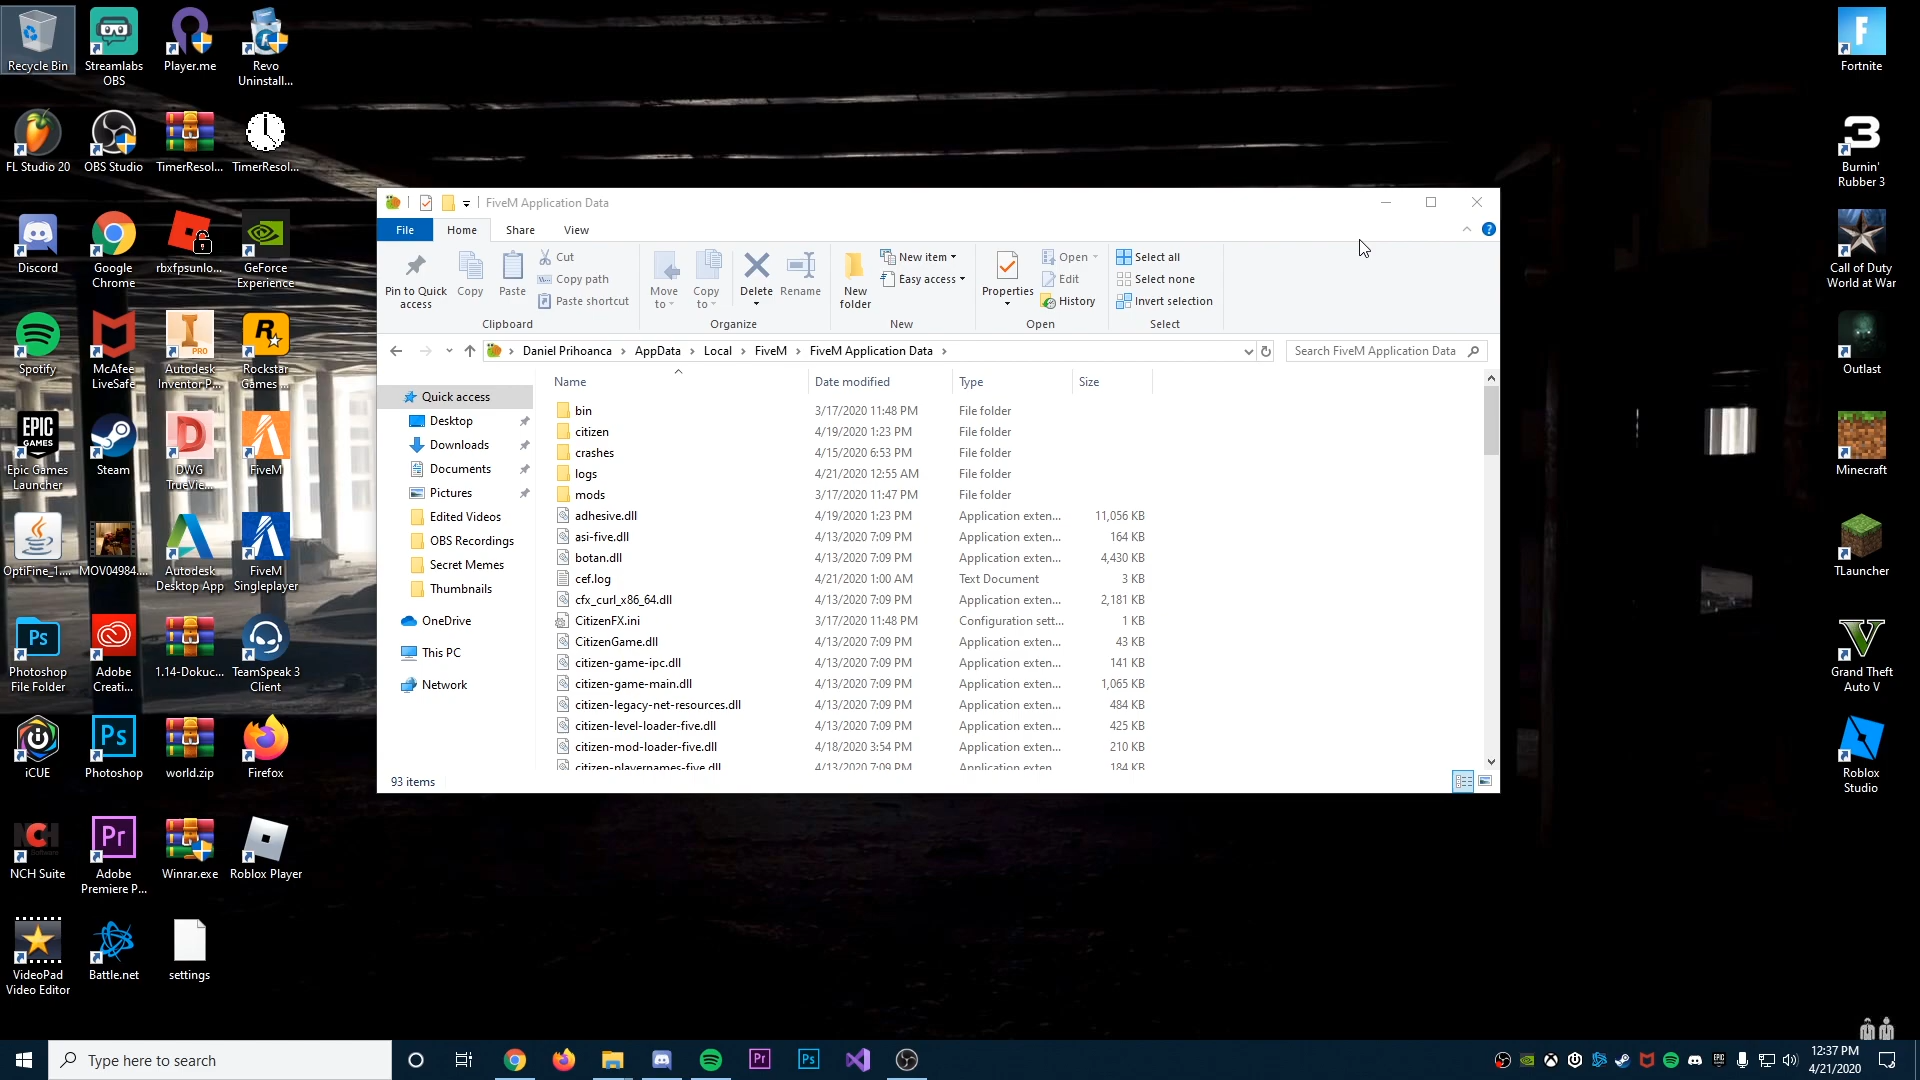 Recycle Bin
Streamlabs
OBS
Player.me
Revo
Uninstall...
FL Studio 20
OBS Studio
TimerResol...
TimerResol...
Discord
Google
Chrome
rbxfpsunlo...
GeForce
Experience
Spotify
McAfee
LiveSafe
Autodesk
Inventor P...
Rockstar
Games ...
Epic Games
Launcher
Steam
DWG
TrueVie...
FiveM
OptiFine_1....
MOV04984....
Autodesk
Desktop App
FiveM
Singleplayer
Photoshop
File Folder
Adobe
Creati...
1.14-Dokuc...
TeamSpeak 3
Client
iCUE
Photoshop
world.zip
Firefox
NCH Suite
Adobe
Premiere P...
Winrar.exe
Roblox Player
VideoPad
Video Editor
Battle.net
settings
FiveM Application Data
File
Home
Share
View
Pin to Quick
access
Copy
Paste
Cut
Copy path
Paste shortcut
Clipboard
Move
to
Copy
to
Delete
Rename
Organize
New
folder
New item
Easy access
New
Properties
Open
Edit
History
Open
Select all
Select none
Invert selection
Select
Daniel Prihoanca > AppData > Local > FiveM > FiveM Application Data >
Search FiveM Application Data
Quick access
Desktop
Downloads
Documents
Pictures
Edited Videos
OBS Recordings
Secret Memes
Thumbnails
OneDrive
This PC
Network
Name Date modified Type Size
bin 3/17/2020 11:48 PM File folder
citizen 4/19/2020 1:23 PM File folder
crashes 4/15/2020 6:53 PM File folder
logs 4/21/2020 12:55 AM File folder
mods 3/17/2020 11:47 PM File folder
adhesive.dll 4/19/2020 1:23 PM Application exten... 11,056 KB
asi-five.dll 4/13/2020 7:09 PM Application exten... 164 KB
botan.dll 4/13/2020 7:09 PM Application exten... 4,430 KB
cef.log 4/21/2020 1:00 AM Text Document 3 KB
cfx_curl_x86_64.dll 4/13/2020 7:09 PM Application exten... 2,181 KB
CitizenFX.ini 3/17/2020 11:48 PM Configuration sett... 1 KB
CitizenGame.dll 4/13/2020 7:09 PM Application exten... 43 KB
citizen-game-ipc.dll 4/13/2020 7:09 PM Application exten... 141 KB
citizen-game-main.dll 4/13/2020 7:09 PM Application exten... 1,065 KB
citizen-legacy-net-resources.dll 4/13/2020 7:09 PM Application exten... 484 KB
citizen-level-loader-five.dll 4/13/2020 7:09 PM Application exten... 425 KB
citizen-mod-loader-five.dll 4/18/2020 3:54 PM Application exten... 210 KB
citizen-playernames-five.dll 4/13/2020 7:09 PM Application exten... 184 KB
93 items
Fortnite
Burnin'
Rubber 3
Call of Duty
World at War
Outlast
Minecraft
TLauncher
Grand Theft
Auto V
Roblox
Studio
Type here to search
12:37 PM
4/21/2020